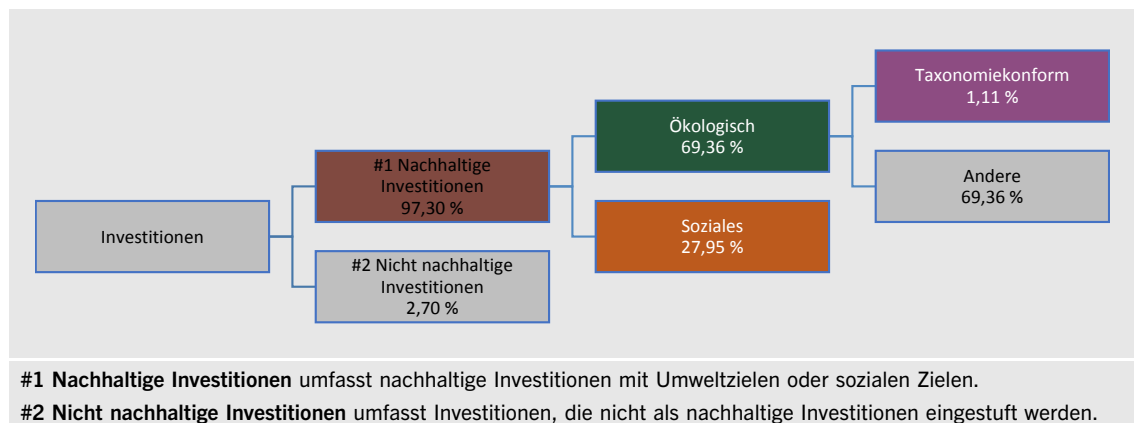 Investitionen
#1 Nachhaltige
Investitionen
97,30 %
#2 Nicht nachhaltige
Investitionen
2,70 %
Ökologisch
69,36 %
Soziales
27,95 %
Taxonomiekonform
1,11 %
Andere
69,36 %
#1 Nachhaltige Investitionen umfasst nachhaltige Investitionen mit Umweltzielen oder sozialen Zielen.
#2 Nicht nachhaltige Investitionen umfasst Investitionen, die nicht als nachhaltige Investitionen eingestuft werden.